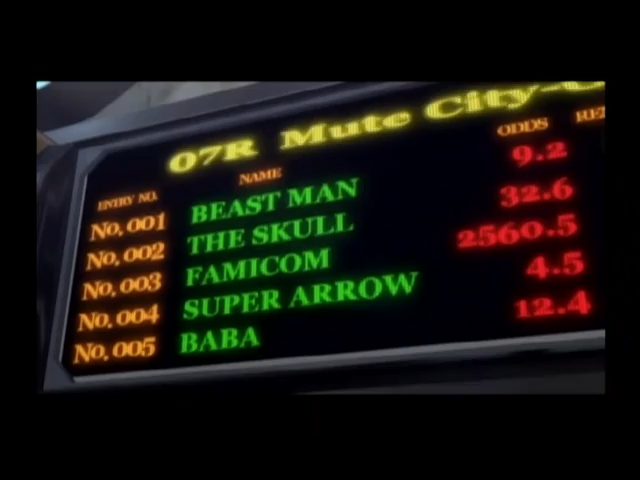 07R Mute City-
ENTRY NO. NAME ODDS
No.001 BEAST MAN 9.2
No.002 THE SKULL 32.6
No.003 FAMICOM 2560.5
No.004 SUPER ARROW 4.5
No.005 BABA 12.4